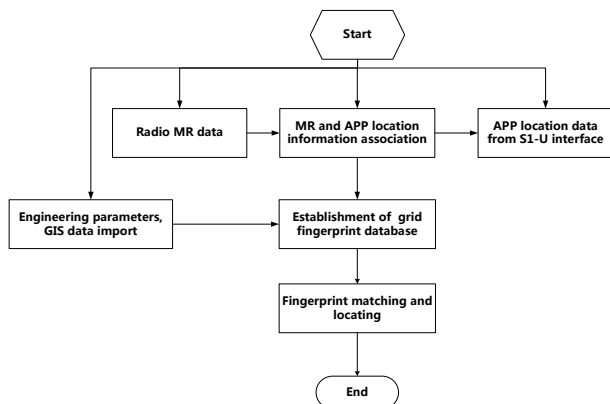 Start
Radio MR data
MR and APP location
information association
APP location data
from S1-U interface
Engineering parameters,
GIS data import
Establishment of grid
fingerprint database
Fingerprint matching and
locating
End